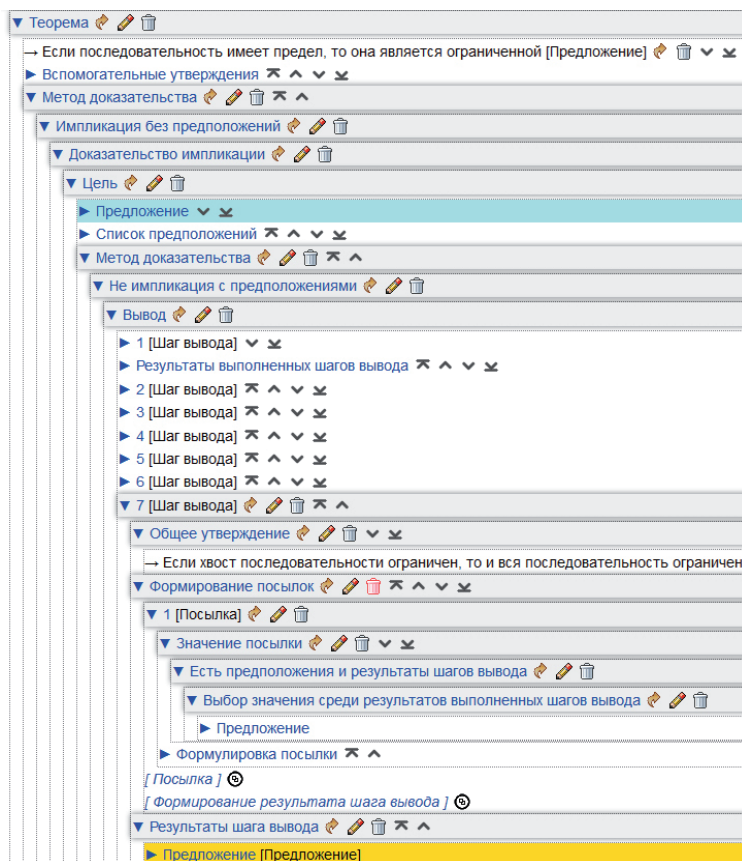 ▼ Теорема
→ Если последовательность имеет предел, то она является ограниченной [Предложение]
► Вспомогательные утверждения
▼ Метод доказательства
▼ Импликация без предположений
▼ Доказательство импликации
▼ Цель
► Предложение
► Список предположений
▼ Метод доказательства
▼ Не импликация с предположениями
▼ Вывод
► 1 [Шаг вывода]
► Результаты выполненных шагов вывода
► 2 [Шаг вывода]
► 3 [Шаг вывода]
► 4 [Шаг вывода]
► 5 [Шаг вывода]
► 6 [Шаг вывода]
▼ 7 [Шаг вывода]
▼ Общее утверждение
→ Если хвост последовательности ограничен, то и вся последовательность ограничен
▼ Формирование посылок
▼ 1 [Посылка]
▼ Значение посылки
▼ Есть предположения и результаты шагов вывода
▼ Выбор значения среди результатов выполненных шагов вывода
► Предложение
► Формулировка посылки
[ Посылка ]
[ Формирование результата шага вывода ]
▼ Результаты шага вывода
► Предложение [Предложение]